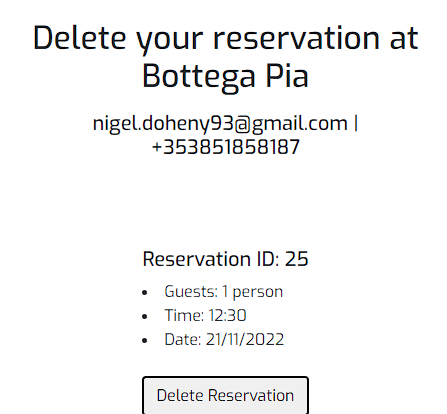 Delete your reservation at
Bottega Pia
nigel.doheny93@gmail.com |
+353851858187
Reservation ID: 25
• Guests: 1 person
• Time: 12:30
• Date: 21/11/2022
Delete Reservation